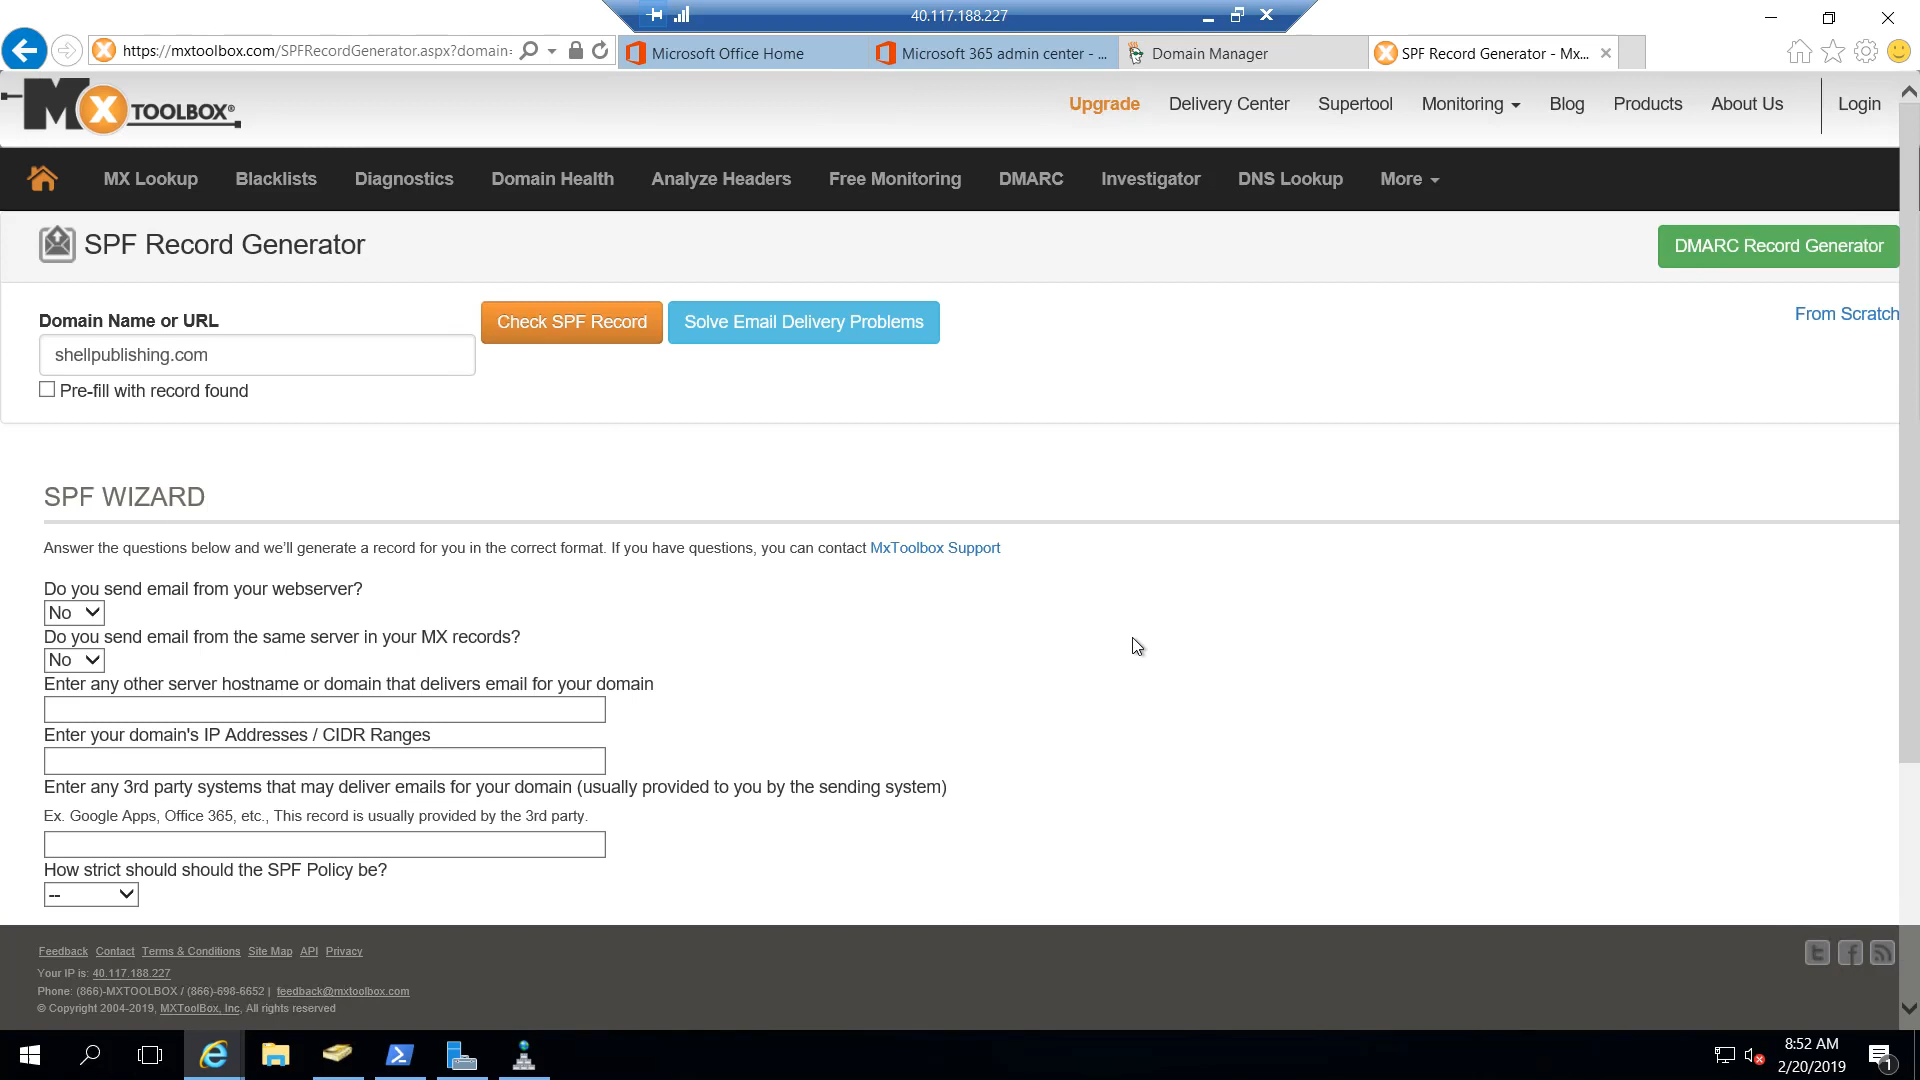 40.117.188.227
https://mxtoolbox.com/SPFRecordGenerator.aspx?domain=
Microsoft Office Home
Microsoft 365 admin center - ...
Domain Manager
SPF Record Generator - Mx...
MX TOOLBOX®
Upgrade
Delivery Center
Supertool
Monitoring
Blog
Products
About Us
Login
MX Lookup
Blacklists
Diagnostics
Domain Health
Analyze Headers
Free Monitoring
DMARC
Investigator
DNS Lookup
More
SPF Record Generator
DMARC Record Generator
Domain Name or URL
Check SPF Record
Solve Email Delivery Problems
From Scratch
shellpublishing.com
Pre-fill with record found
SPF WIZARD
Answer the questions below and we'll generate a record for you in the correct format. If you have questions, you can contact MxToolbox Support
Do you send email from your webserver?
No
Do you send email from the same server in your MX records?
No
Enter any other server hostname or domain that delivers email for your domain
Enter your domain's IP Addresses / CIDR Ranges
Enter any 3rd party systems that may deliver emails for your domain (usually provided to you by the sending system)
Ex. Google Apps, Office 365, etc., This record is usually provided by the 3rd party.
How strict should should the SPF Policy be?
--
Feedback Contact Terms & Conditions Site Map API Privacy
Your IP is: 40.117.188.227
Phone: (866)-MXTOOLBOX / (866)-698-6652 | feedback@mxtoolbox.com
© Copyright 2004-2019, MXToolBox, Inc, All rights reserved
8:52 AM
2/20/2019
1